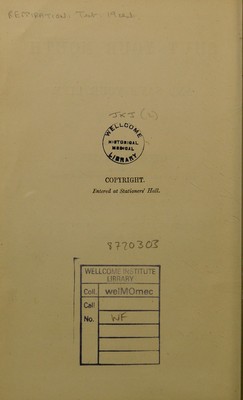 WELLCOME
HISTORICAL
MEDICAL
LIBRARY
COPYRIGHT.
Entered at Stationers' Hall.
WELLCOME INSTITUTE
LIBRARY
Coll. welMOmec
Call
No. WF